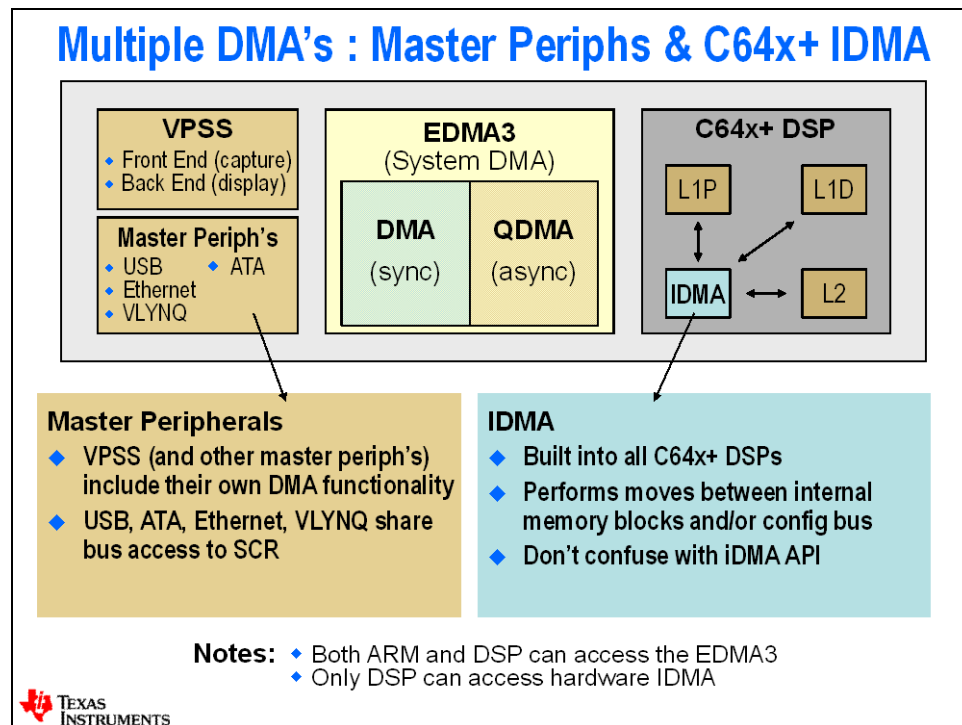 Multiple DMA's : Master Periphs & C64x+ IDMA
VPSS
Front End (capture)
Back End (display)
Master Periph's
USB
ATA
Ethernet
VLYNQ
EDMA3
(System DMA)
DMA
(sync)
QDMA
(async)
C64x+ DSP
L1P
L1D
IDMA
L2
Master Peripherals
VPSS (and other master periph's)
include their own DMA functionality
USB, ATA, Ethernet, VLYNQ share
bus access to SCR
IDMA
Built into all C64x+ DSPs
Performs moves between internal
memory blocks and/or config bus
Don't confuse with iDMA API
Notes:
Both ARM and DSP can access the EDMA3
Only DSP can access hardware IDMA
TEXAS
INSTRUMENTS